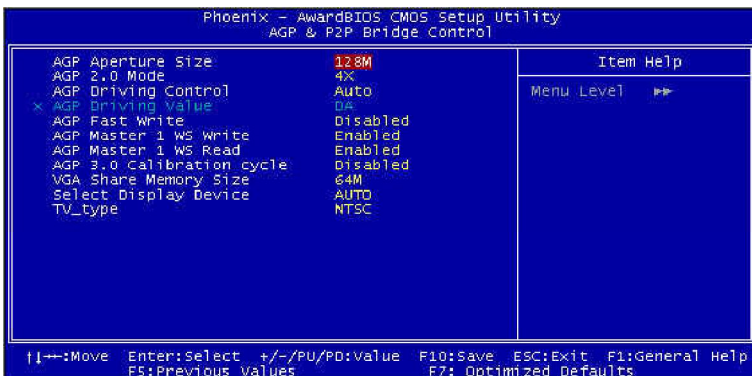 Phoenix - AwardBIOS CMOS Setup Utility
AGP & P2P Bridge Control
AGP Aperture Size 128M
Item Help
AGP 2.0 Mode 4X
AGP Driving Control Auto
Menu Level ▶▶
× AGP Driving Value DA
AGP Fast Write Disabled
AGP Master 1 WS Write Enabled
AGP Master 1 WS Read Enabled
AGP 3.0 Calibration cycle Disabled
VGA Share Memory Size 64M
Select Display Device AUTO
TV_type NTSC
↑↓→←:Move Enter:Select +/-/PU/PD:Value F10:Save ESC:Exit F1:General Help
F5:Previous Values F7: Optimized Defaults